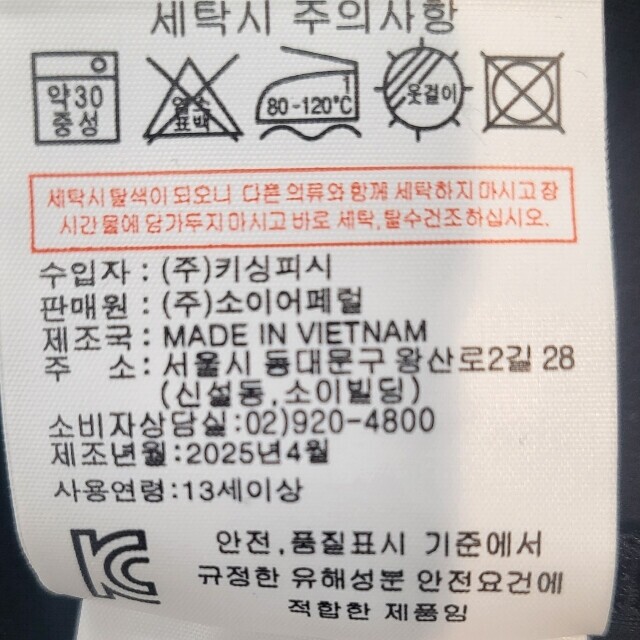 세탁시 주의사항
약30
중성
염소
표백
1
80-120℃
옷걸이
세탁시 탈색이 되오니 다른 의류와 함께 세탁하지 마시고 장
시간 물에 담가두지 마시고 바로 세탁, 탈수건조 하십시오.
수입자 : (주)키싱피시
판매원 : (주)소이어페럴
제조국 : MADE IN VIETNAM
주 소 : 서울시 동대문구 왕산로2길 28
(신설동,소이빌딩)
소비자상담실:02)920-4800
제조년월:2025년4월
사용연령:13세이상
KC
안전,품질표시 기준에서
규정한 유해성분 안전요건에
적합한 제품임